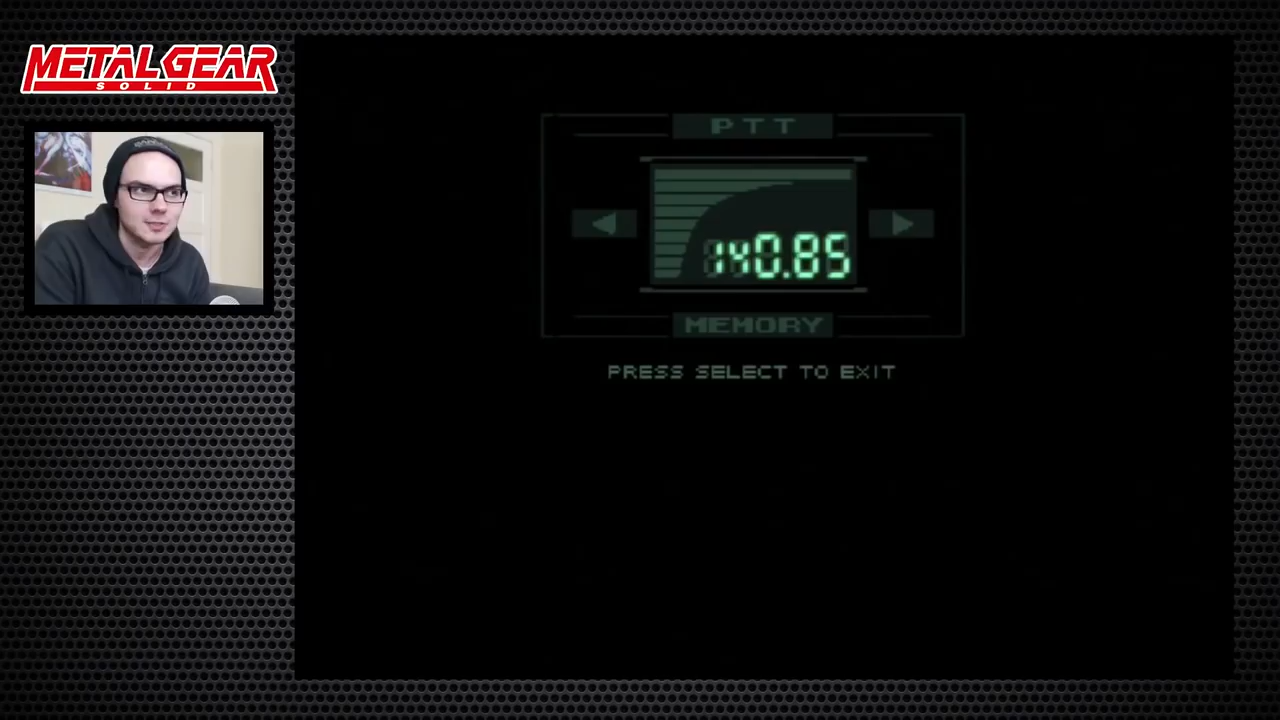 METAL GEAR
SOLID
PTT
140.85
MEMORY
PRESS SELECT TO EXIT